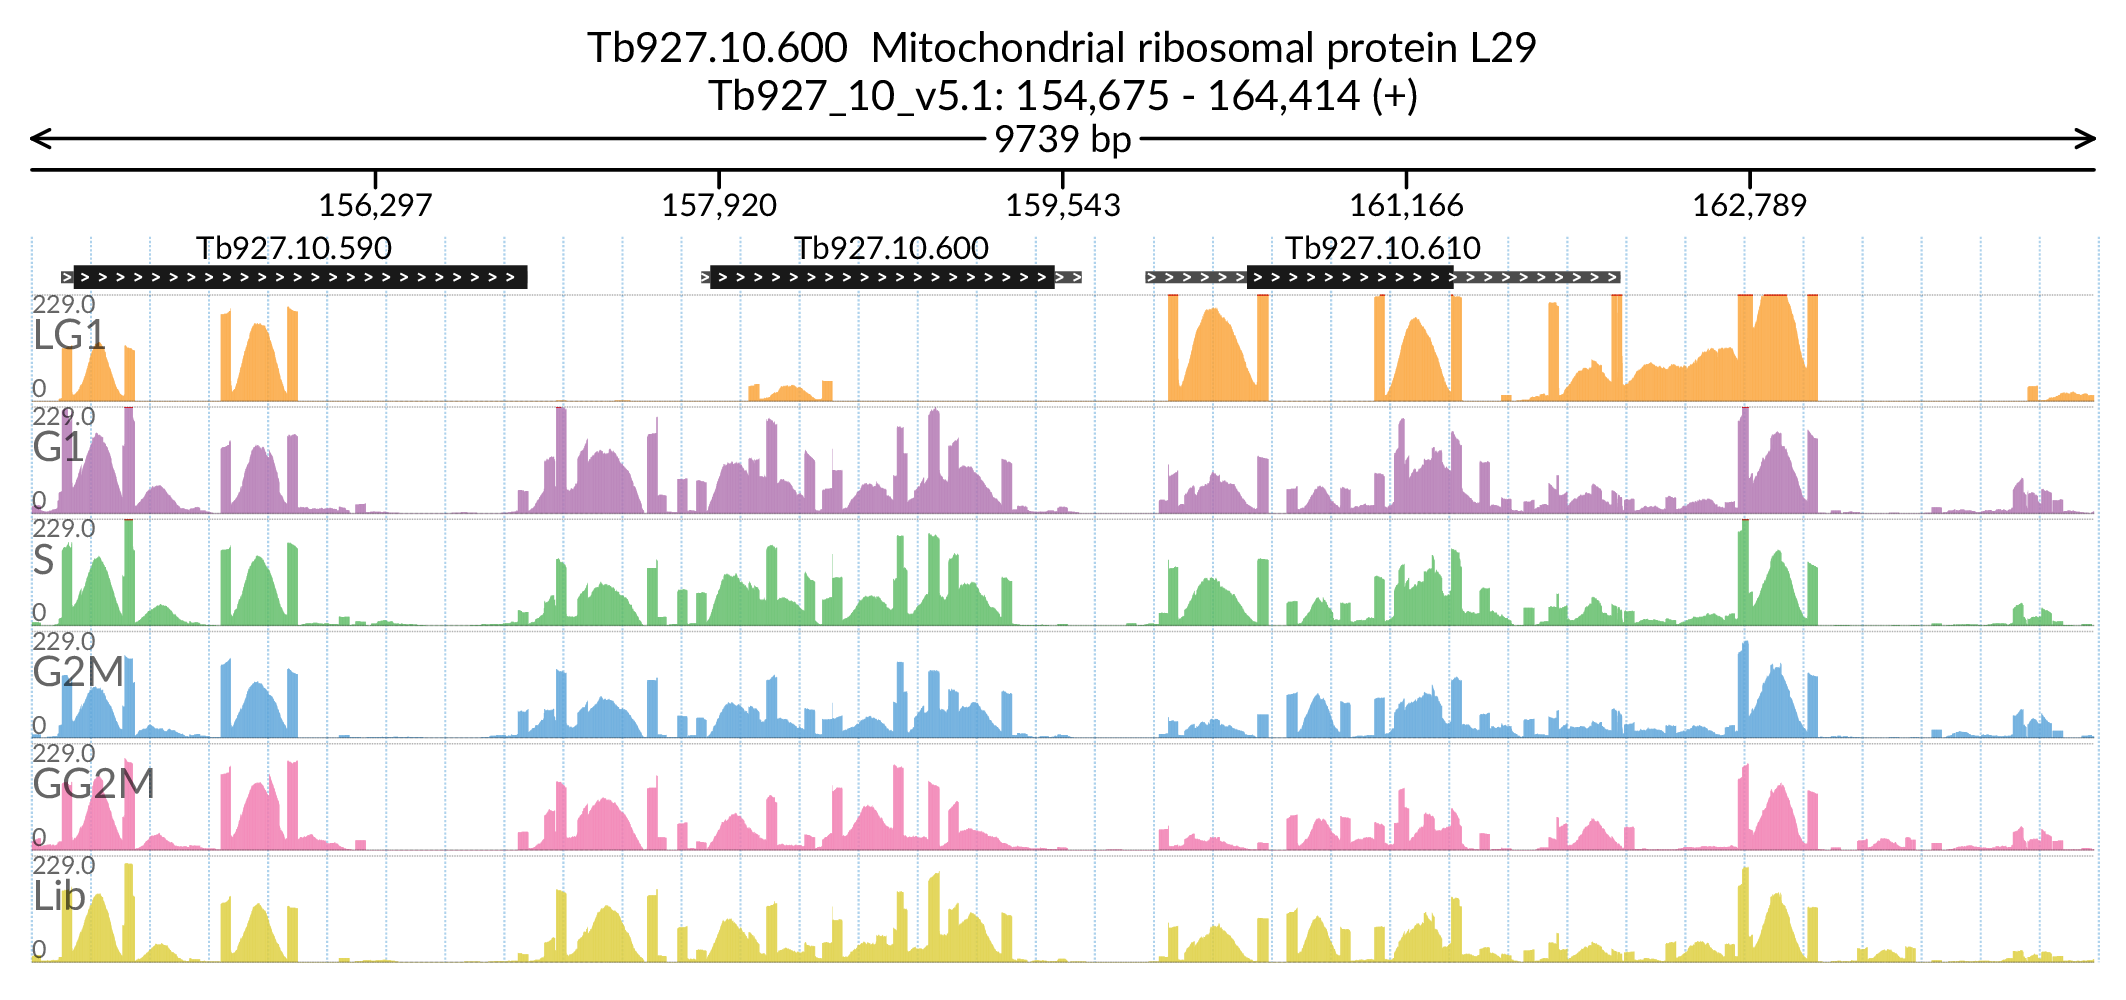 Tb927.10.600  Mitochondrial ribosomal protein L29
Tb927_10_v5.1: 154,675 - 164,414 (+)
9739 bp
156,297 157,920 159,543 161,166 162,789
Tb927.10.590 Tb927.10.600 Tb927.10.610
229.0
LG1
0
229.0
G1
0
229.0
S
0
229.0
G2M
0
229.0
GG2M
0
229.0
Lib
0